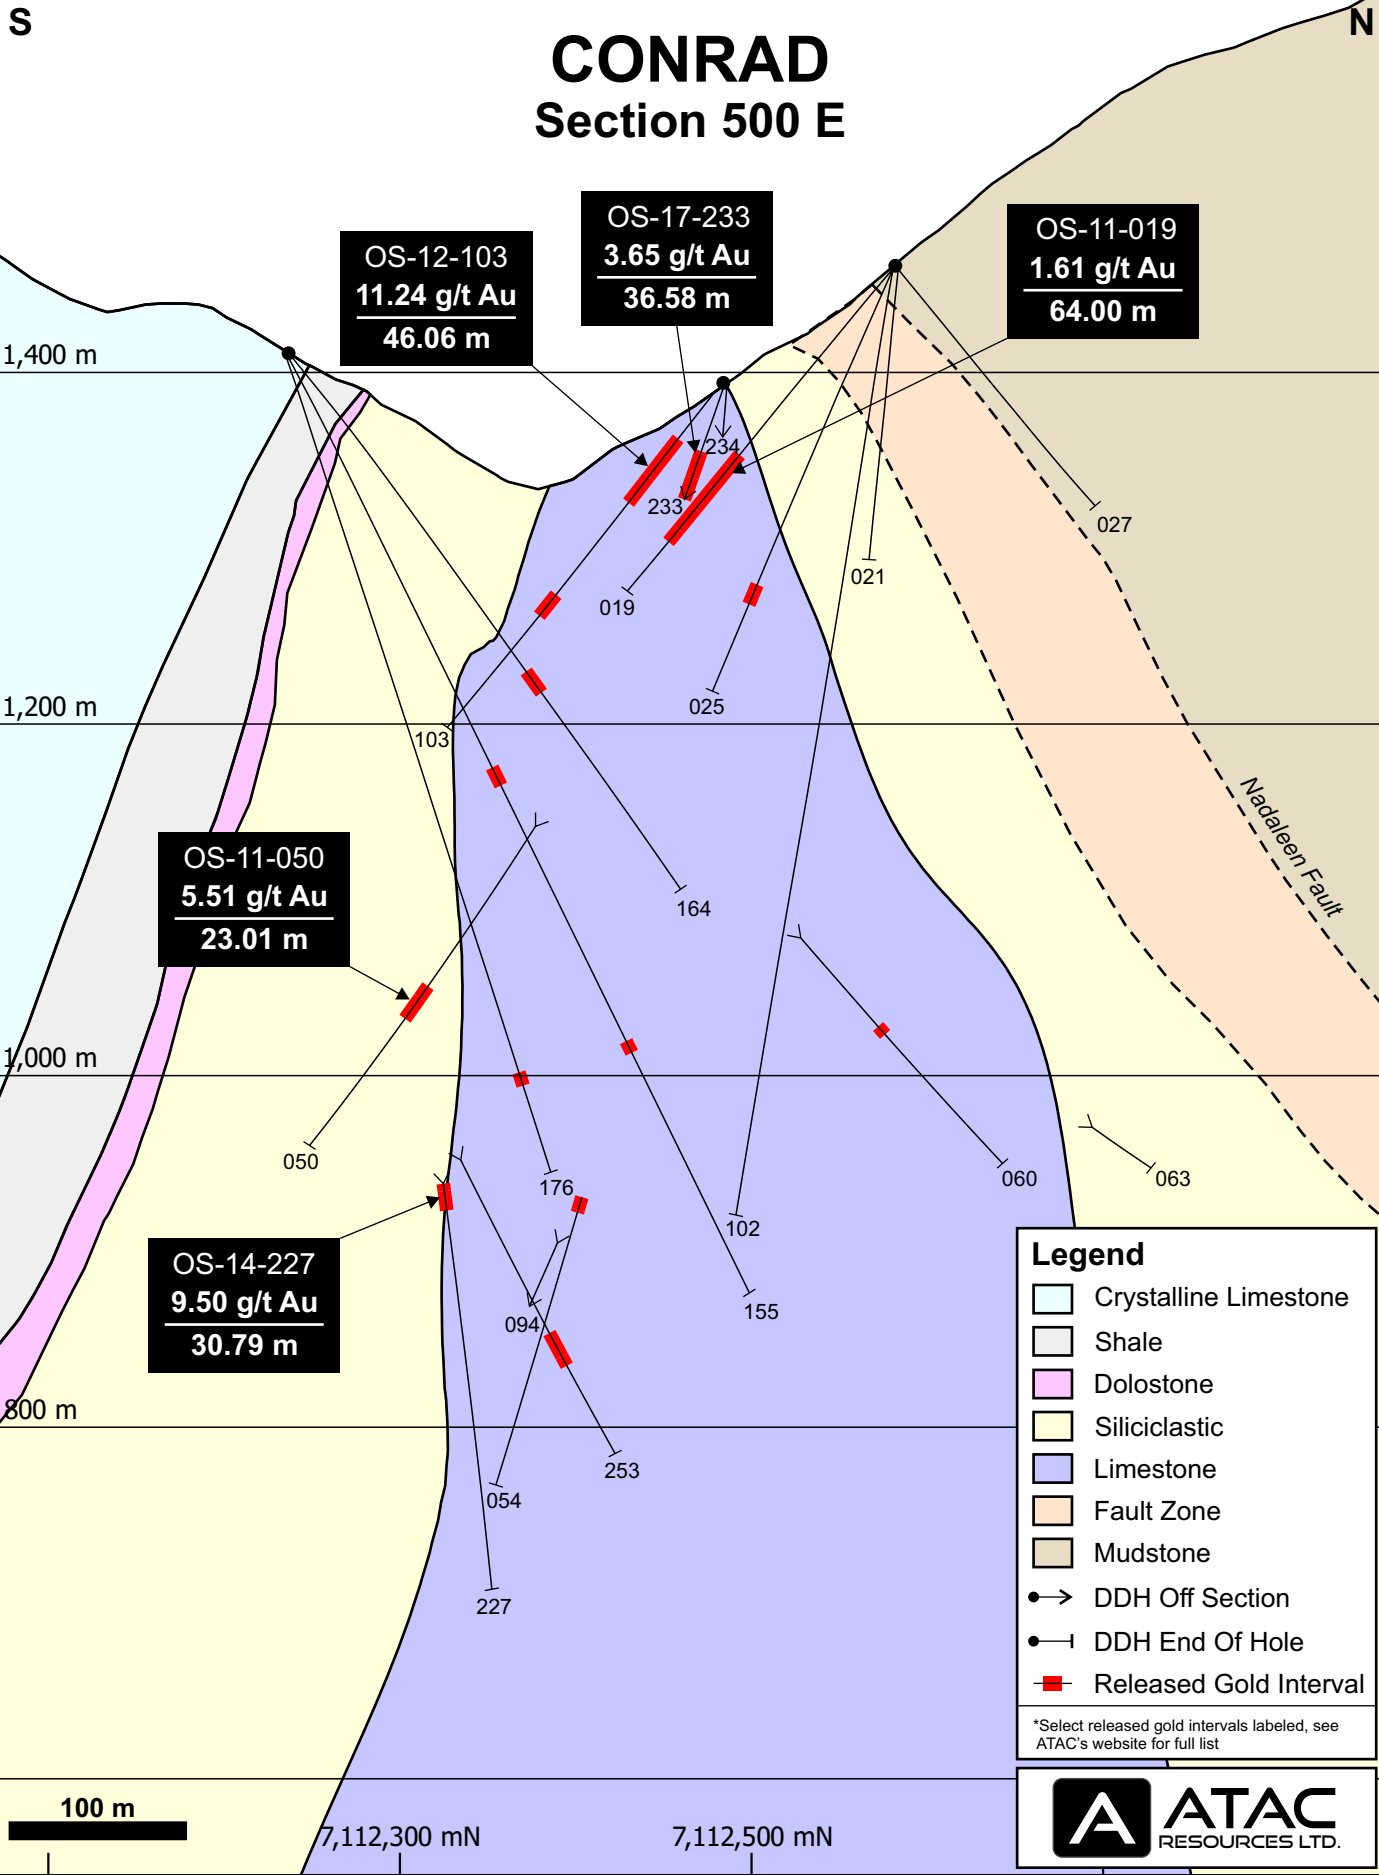 S
N
CONRAD
Section 500 E
OS-12-103
11.24 g/t Au
46.06 m
OS-17-233
3.65 g/t Au
36.58 m
OS-11-019
1.61 g/t Au
64.00 m
1,400 m
234
233
027
021
019
025
1,200 m
103
Nadaleen Fault
OS-11-050
5.51 g/t Au
23.01 m
164
1,000 m
050
176
060
063
102
OS-14-227
9.50 g/t Au
30.79 m
094
155
800 m
253
054
227
Legend
Crystalline Limestone
Shale
Dolostone
Siliciclastic
Limestone
Fault Zone
Mudstone
DDH Off Section
DDH End Of Hole
Released Gold Interval
*Select released gold intervals labeled, see
ATAC's website for full list
100 m
7,112,300 mN
7,112,500 mN
A ATAC
RESOURCES LTD.